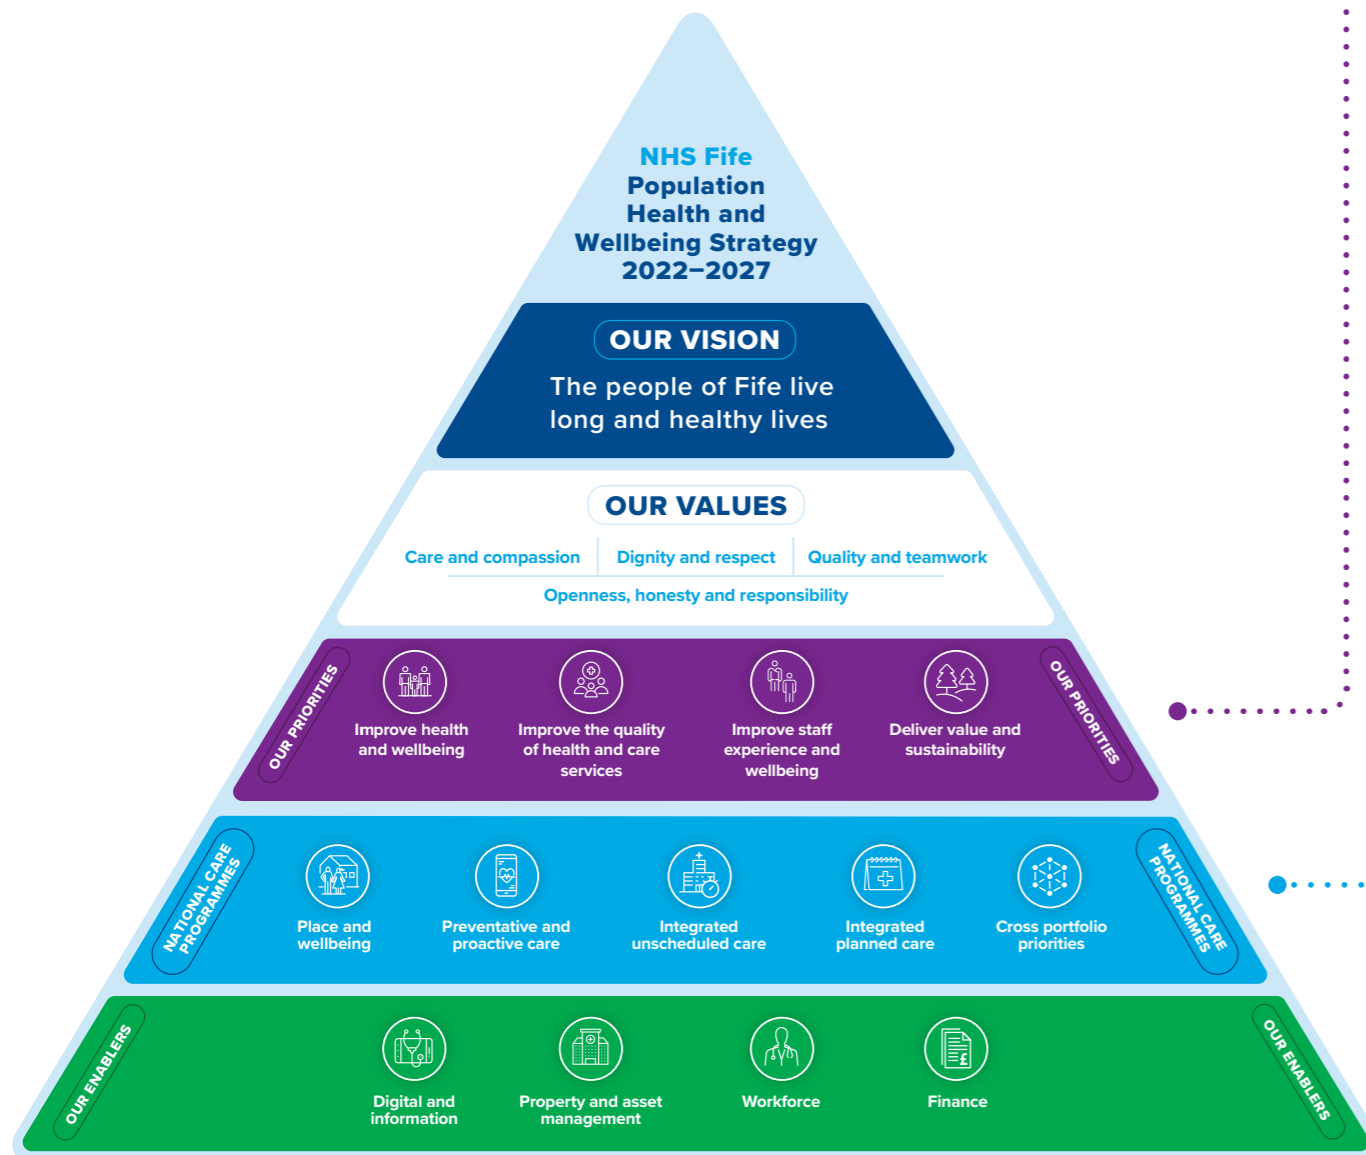 NHS Fife
Population
Health and
Wellbeing Strategy
2022–2027
OUR VISION
The people of Fife live
long and healthy lives
OUR VALUES
Care and compassion
Dignity and respect
Quality and teamwork
Openness, honesty and responsibility
OUR PRIORITIES
Improve health
and wellbeing
Improve the quality
of health and care
services
Improve staff
experience and
wellbeing
Deliver value and
sustainability
OUR PRIORITIES
NATIONAL CARE
PROGRAMMES
Place and
wellbeing
Preventative and
proactive care
Integrated
unscheduled care
Integrated
planned care
Cross portfolio
priorities
NATIONAL CARE
PROGRAMMES
OUR ENABLERS
Digital and
information
Property and asset
management
Workforce
£
Finance
OUR ENABLERS